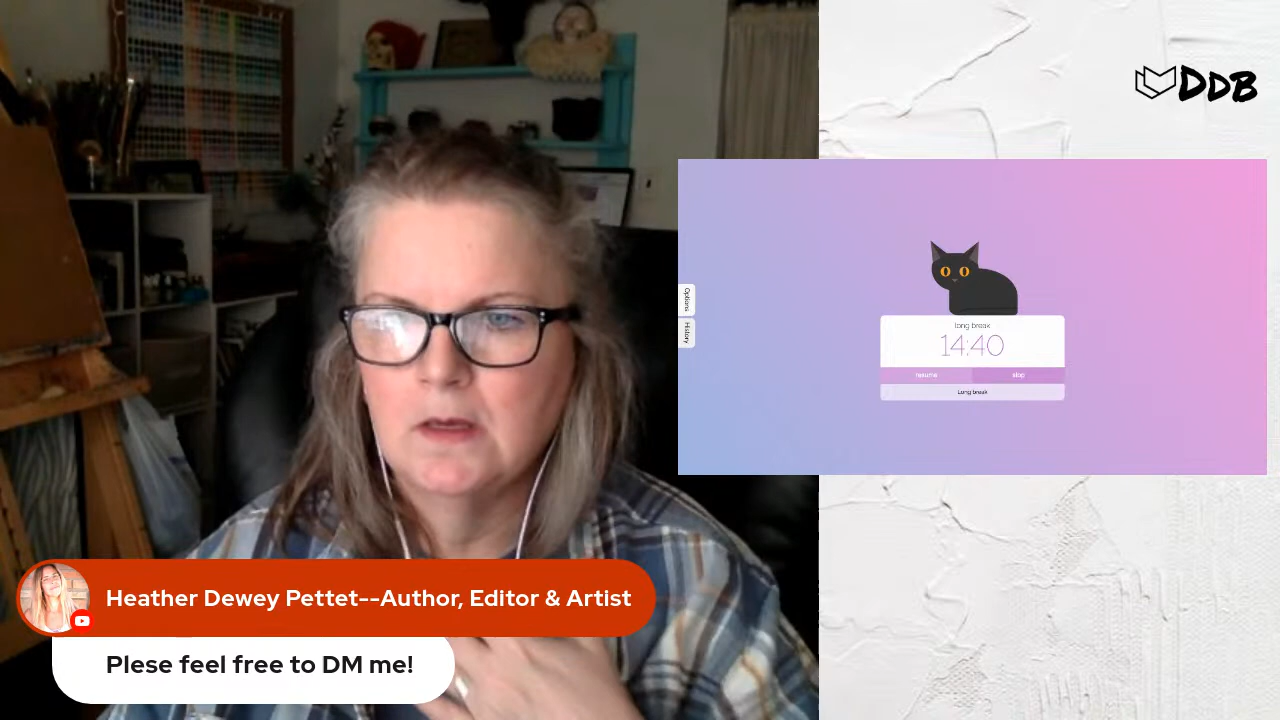 DDB
Options
History
long break
14:40
resume
stop
Long break
Heather Dewey Pettet--Author, Editor & Artist
Plese feel free to DM me!